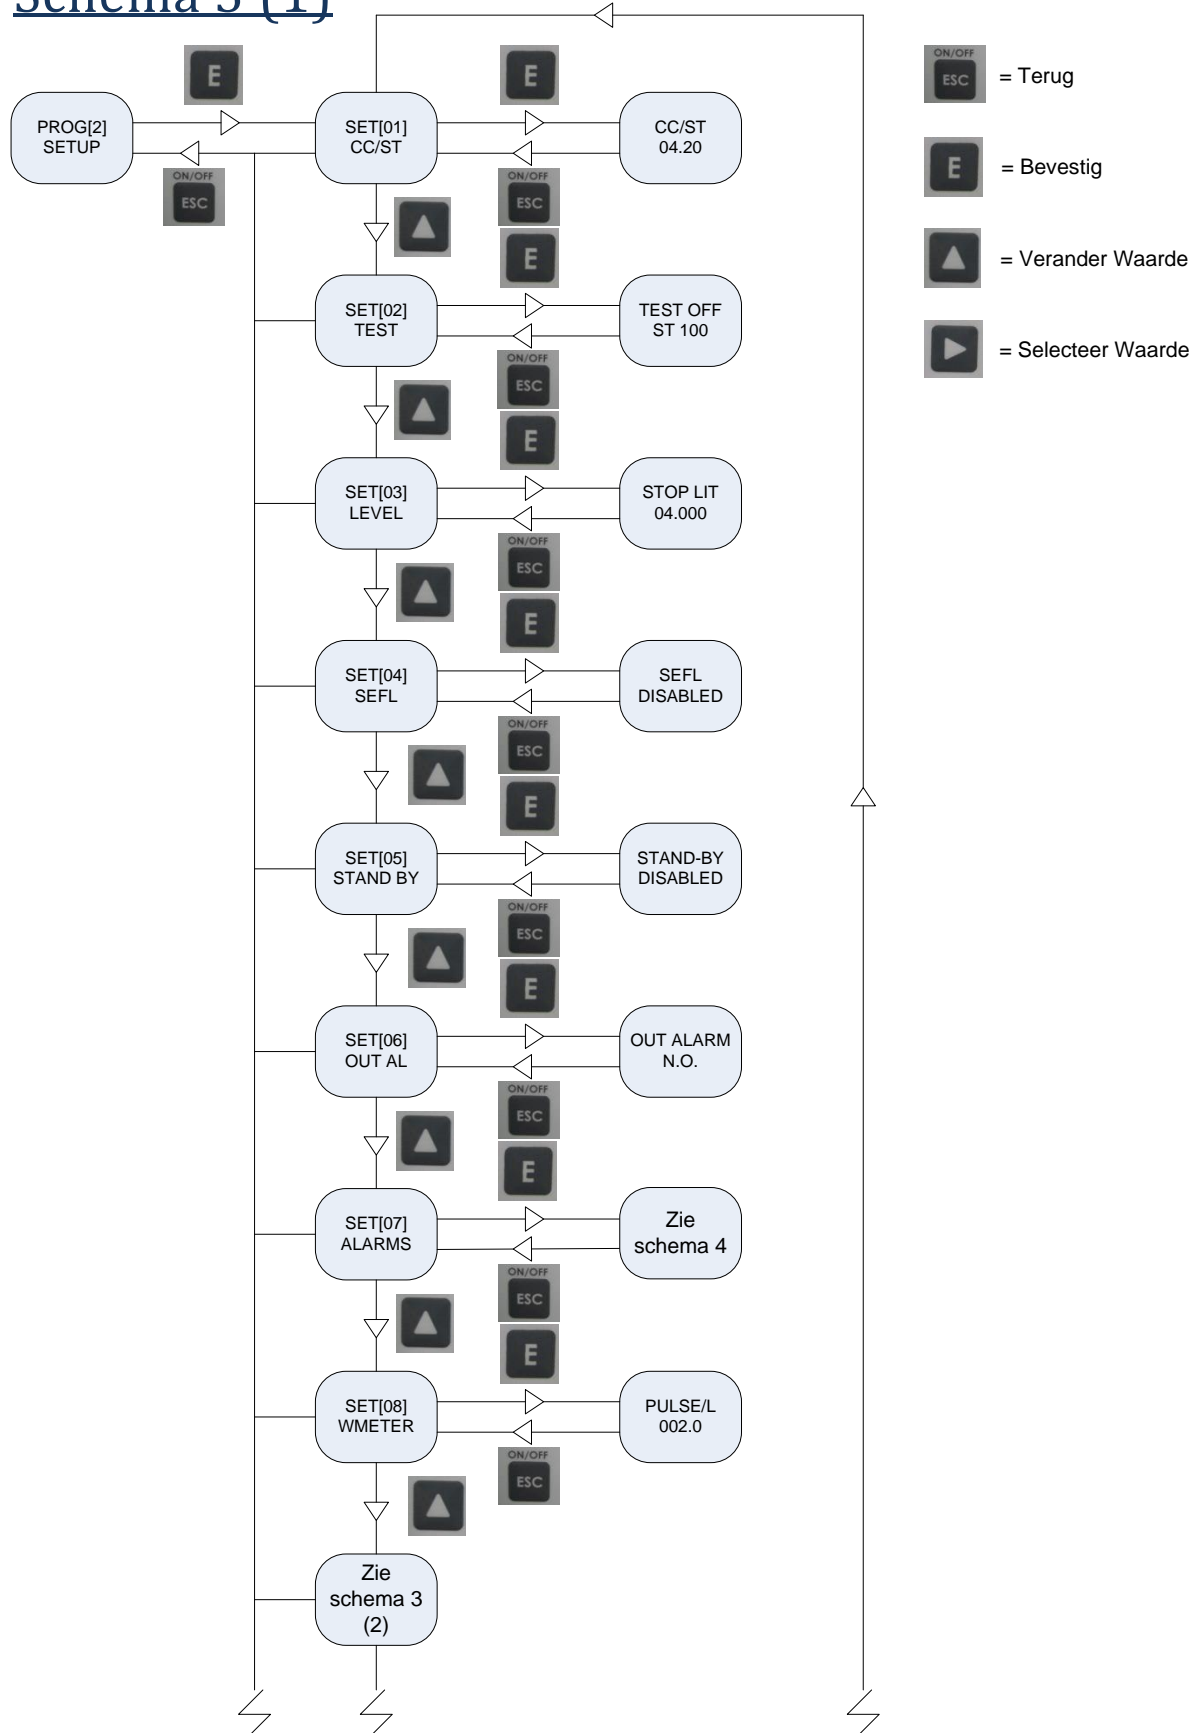 Schema 3 (1)
E
E
ON/OFF
ESC
= Terug
PROG[2]
SETUP
SET[01]
CC/ST
CC/ST
04.20
ON/OFF
ESC
ON/OFF
ESC
E
= Bevestig
E
= Verander Waarde
SET[02]
TEST
TEST OFF
ST 100
= Selecteer Waarde
ON/OFF
ESC
E
SET[03]
LEVEL
STOP LIT
04.000
ON/OFF
ESC
E
SET[04]
SEFL
SEFL
DISABLED
ON/OFF
ESC
E
SET[05]
STAND BY
STAND-BY
DISABLED
ON/OFF
ESC
E
SET[06]
OUT AL
OUT ALARM
N.O.
ON/OFF
ESC
E
SET[07]
ALARMS
Zie
schema 4
ON/OFF
ESC
E
SET[08]
WMETER
PULSE/L
002.0
ON/OFF
ESC
Zie
schema 3
(2)